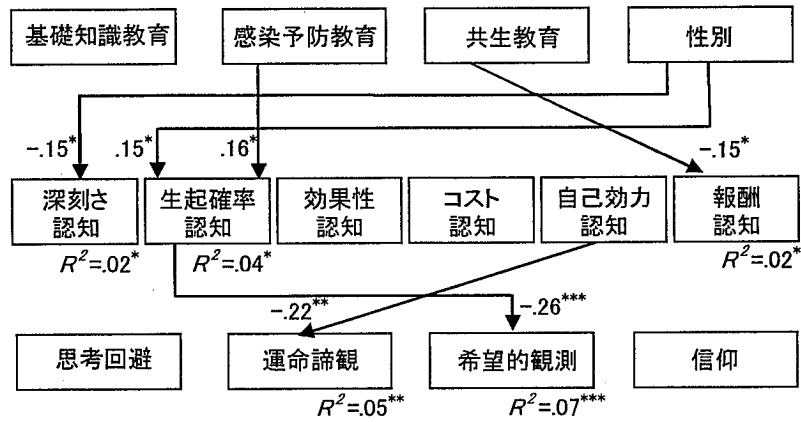 基礎知識教育 感染予防教育 共生教育 性別
-.15* .15* .16* -.15*
深刻さ 生起確率 効果性 コスト 自己効力 報酬
認知 認知 認知 認知 認知 認知
R²=.02* R²=.04* R²=.02*
-.22** -.26***
思考回避 運命諦観 希望的観測 信仰
R²=.05** R²=.07***